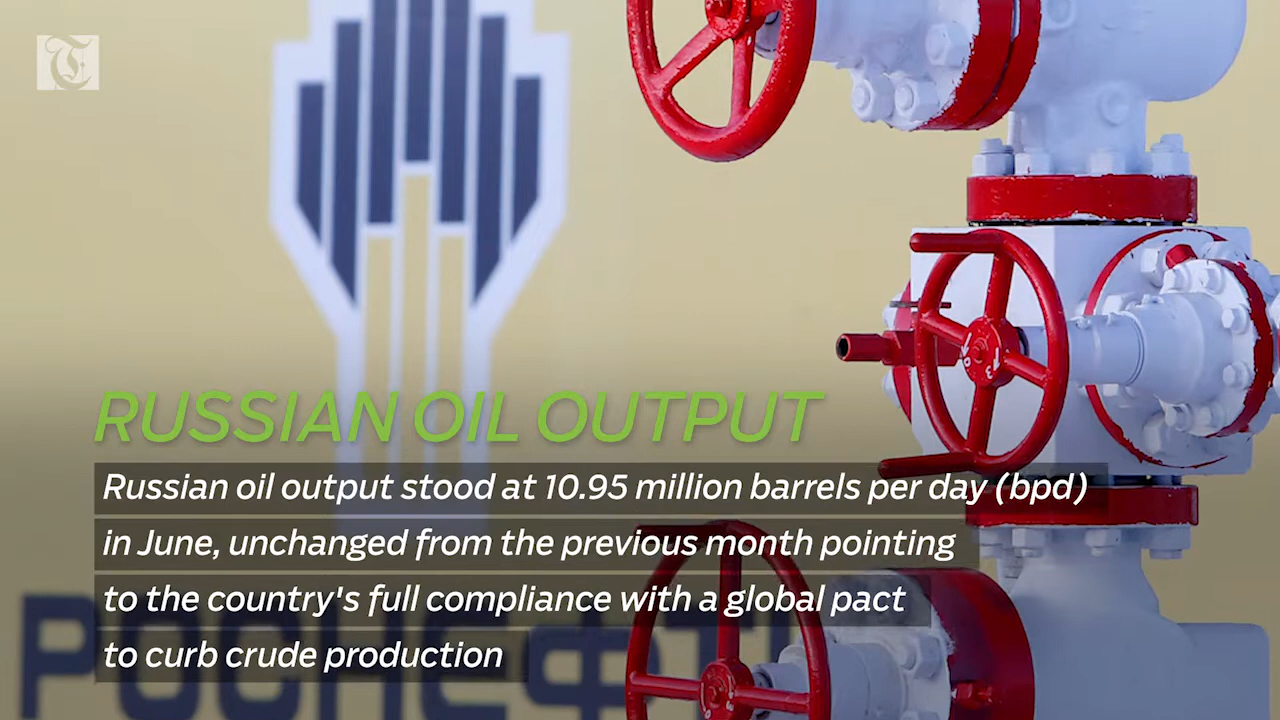 T
RUSSIAN OIL OUTPUT
Russian oil output stood at 10.95 million barrels per day (bpd)
in June, unchanged from the previous month pointing
to the country's full compliance with a global pact
to curb crude production
РОСНЕФТЬ